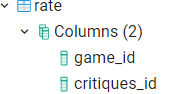 rate
Columns (2)
game_id
critiques_id